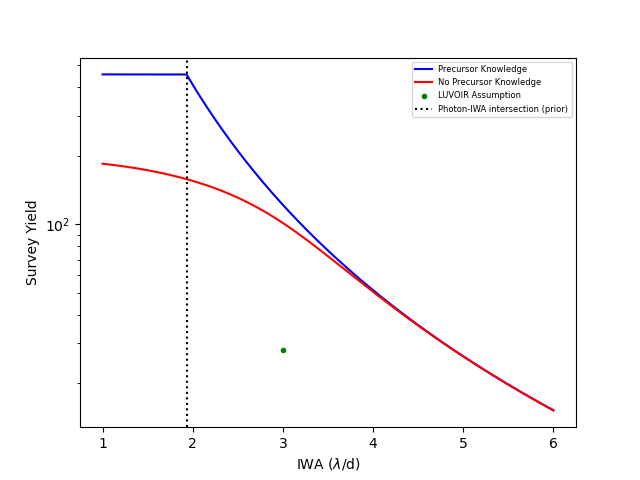 Precursor Knowledge
No Precursor Knowledge
LUVOIR Assumption
Photon-IWA intersection (prior)
Survey Yield
10²
1 2 3 4 5 6
IWA (λ/d)